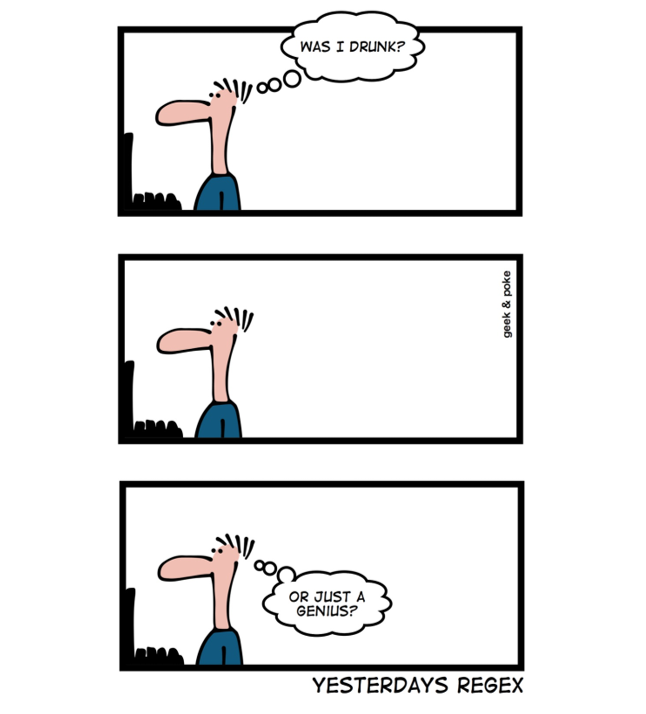 WAS I DRUNK?
geek & poke
OR JUST A
GENIUS?
YESTERDAYS REGEX